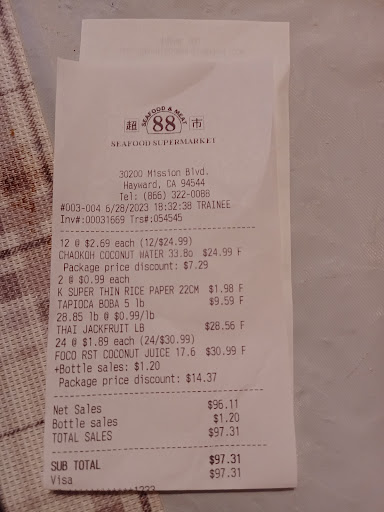 SEAFOOD & MEAT
超 88 市
SEAFOOD SUPERMARKET
30200 Mission Blvd.
Hayward, CA 94544
Tel: (866) 322-0088
#003-004 6/28/2023 18:32:38 TRAINEE
Inv#:00031669 Trs#:054545
12 @ $2.69 each (12/$24.99)
CHAOKOH COCONUT WATER 33.8o $24.99 F
Package price discount: $7.29
2 @ $0.99 each
K SUPER THIN RICE PAPER 22CM $1.98 F
TAPIOCA BOBA 5 lb $9.59 F
28.85 lb @ $0.99/lb
THAI JACKFRUIT LB $28.56 F
24 @ $1.89 each (24/$30.99)
FOCO RST COCONUT JUICE 17.6 $30.99 F
+Bottle sales: $1.20
Package price discount: $14.37
Net Sales $96.11
Bottle sales $1.20
TOTAL SALES $97.31
SUB TOTAL $97.31
Visa $97.31